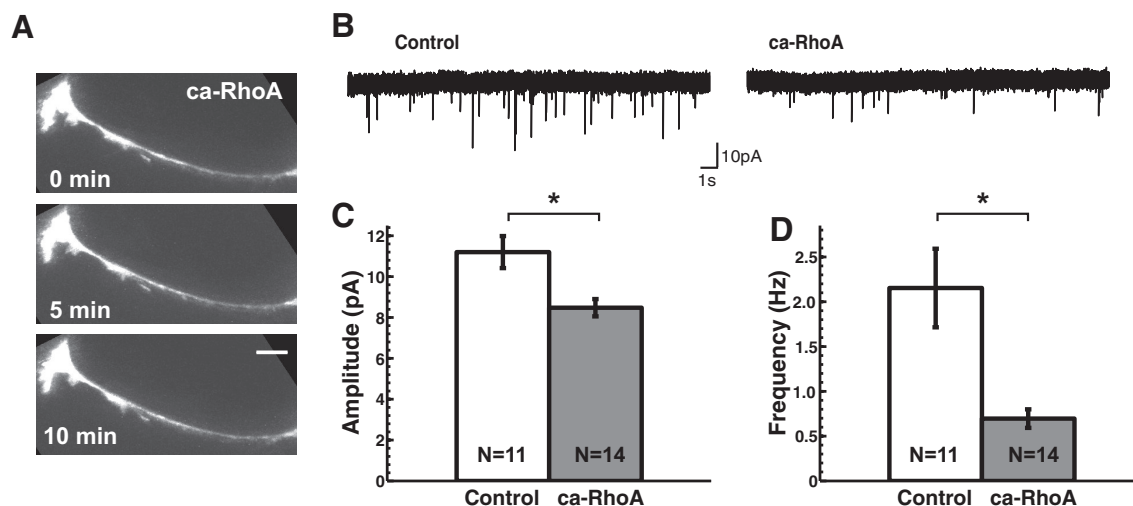 A
ca-RhoA
0 min
5 min
10 min
B
Control
ca-RhoA
10pA
1s
C
*
Amplitude (pA)
12
10
8
6
4
2
0
N=11
N=14
Control
ca-RhoA
D
*
Frequency (Hz)
2.5
2.0
1.5
1.0
0.5
0
N=11
N=14
Control
ca-RhoA